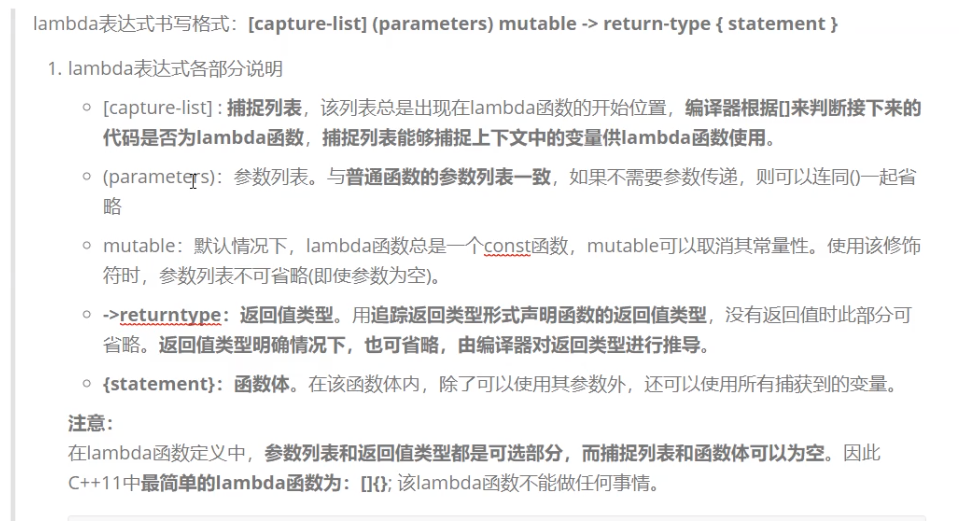 lambda表达式书写格式：[capture-list] (parameters) mutable -> return-type { statement }
1. lambda表达式各部分说明
○ [capture-list] : 捕捉列表，该列表总是出现在lambda函数的开始位置，编译器根据[]来判断接下来的
代码是否为lambda函数，捕捉列表能够捕捉上下文中的变量供lambda函数使用。
○ (parameters)：参数列表。与普通函数的参数列表一致，如果不需要参数传递，则可以连同()一起省
略
○ mutable：默认情况下，lambda函数总是一个const函数，mutable可以取消其常量性。使用该修饰
符时，参数列表不可省略(即使参数为空)。
○ ->returntype：返回值类型。用追踪返回类型形式声明函数的返回值类型，没有返回值时此部分可
省略。返回值类型明确情况下，也可省略，由编译器对返回类型进行推导。
○ {statement}：函数体。在该函数体内，除了可以使用其参数外，还可以使用所有捕获到的变量。
注意：
在lambda函数定义中，参数列表和返回值类型都是可选部分，而捕捉列表和函数体可以为空。因此
C++11中最简单的lambda函数为：[]{}; 该lambda函数不能做任何事情。